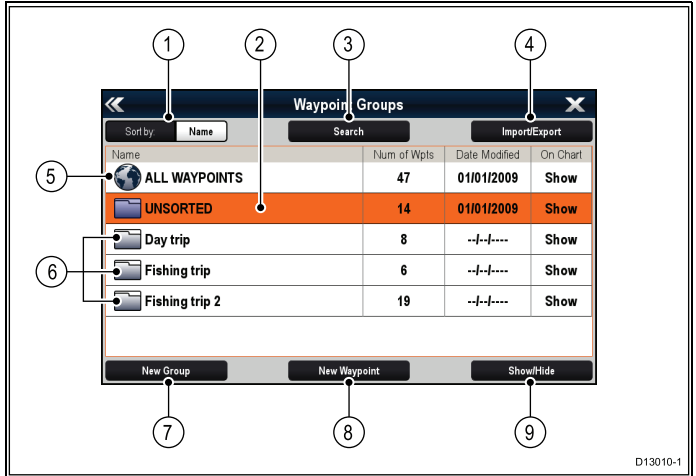 1 2 3 4
Waypoint Groups
Sort by Name Search Import/Export
Name Num of Wpts Date Modified On Chart
5 ALL WAYPOINTS 47 01/01/2009 Show
UNSORTED 14 01/01/2009 Show
Day trip 8 --/--/---- Show
6 Fishing trip 6 --/--/---- Show
Fishing trip 2 19 --/--/---- Show
New Group New Waypoint Show/Hide
7 8 9
D13010-1